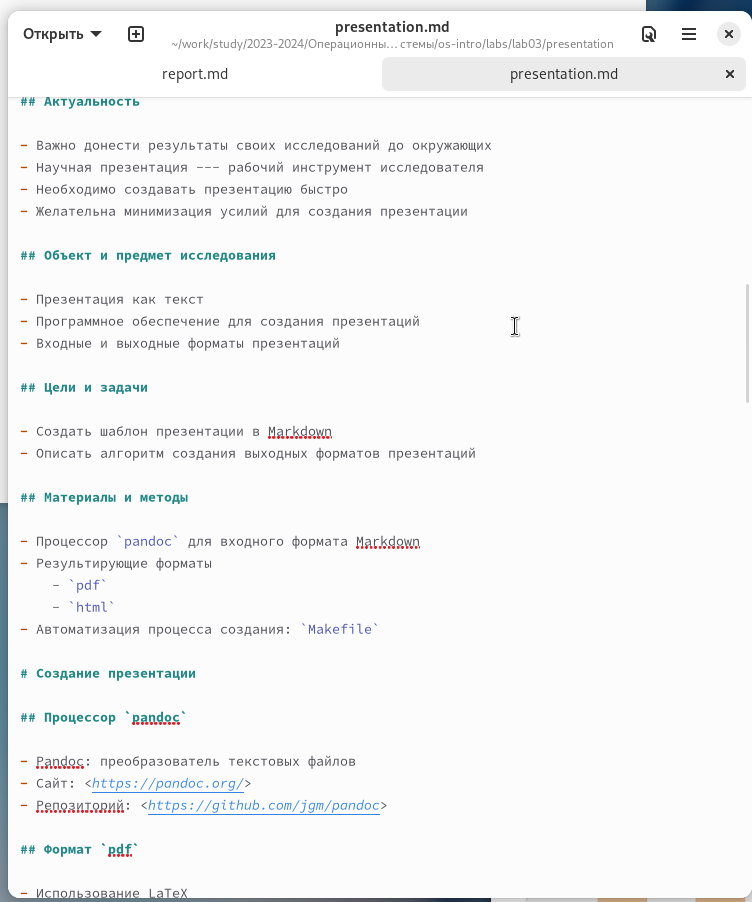 Открыть
presentation.md
~/work/study/2023-2024/Операционны... стемы/os-intro/labs/lab03/presentation
report.md
presentation.md
## Актуальность
- Важно донести результаты своих исследований до окружающих
- Научная презентация --- рабочий инструмент исследователя
- Необходимо создавать презентацию быстро
- Желательна минимизация усилий для создания презентации
## Объект и предмет исследования
- Презентация как текст
- Программное обеспечение для создания презентаций
- Входные и выходные форматы презентаций
## Цели и задачи
- Создать шаблон презентации в Markdown
- Описать алгоритм создания выходных форматов презентаций
## Материалы и методы
- Процессор `pandoc` для входного формата Markdown
- Результирующие форматы
- `pdf`
- `html`
- Автоматизация процесса создания: `Makefile`
# Создание презентации
## Процессор `pandoc`
- Pandoc: преобразователь текстовых файлов
- Сайт: <https://pandoc.org/>
- Репозиторий: <https://github.com/jgm/pandoc>
## Формат `pdf`
- Использование LaTeX